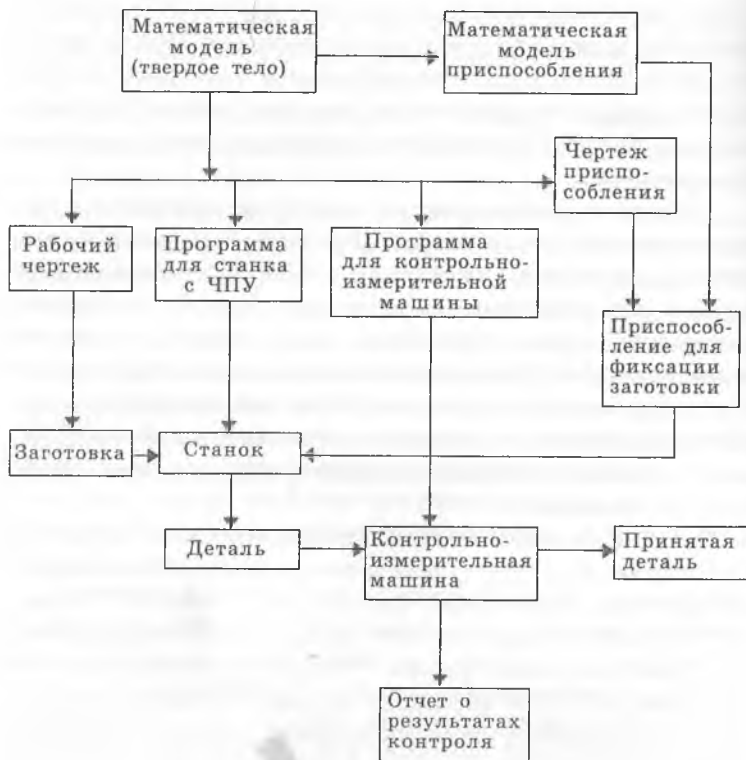 Математическая
модель
(твердое тело)
Математическая
модель
приспособления
Чертеж
приспо-
собления
Рабочий
чертеж
Программа
для станка
с ЧПУ
Программа
для контрольно-
измерительной
машины
Приспособ-
ление для
фиксации
заготовки
Заготовка
Станок
Деталь
Контрольно-
измерительная
машина
Принятая
деталь
Отчет о
результатах
контроля